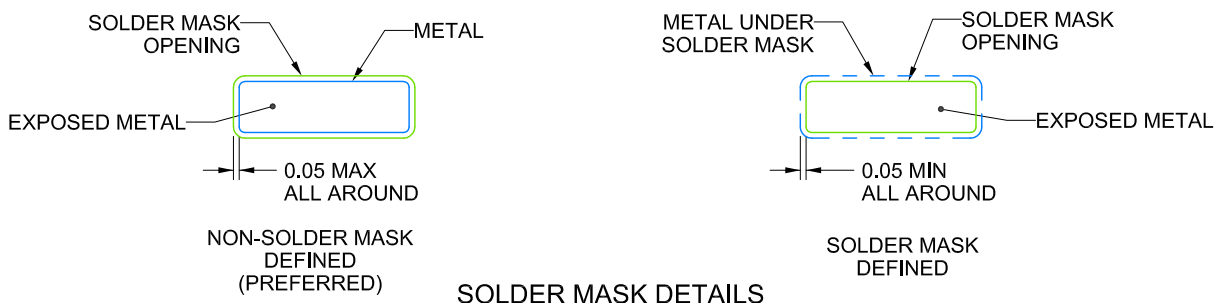 SOLDER MASK
OPENING
METAL
EXPOSED METAL
0.05 MAX
ALL AROUND
NON-SOLDER MASK
DEFINED
(PREFERRED)
METAL UNDER
SOLDER MASK
SOLDER MASK
OPENING
EXPOSED METAL
0.05 MIN
ALL AROUND
SOLDER MASK
DEFINED
SOLDER MASK DETAILS